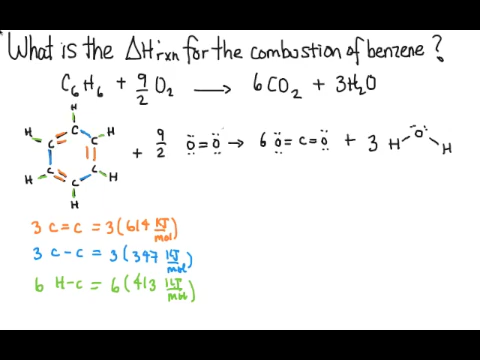 What is the ΔH°rxn for the combustion of benzene?
C₆H₆ + 9/2 O₂ → 6CO₂ + 3H₂O
H
H C H
C C
C C
H C H
H
+ 9/2 O=O → 6 O=C=O + 3 H O H
3 C=C = 3(614 KJ/mol)
3 C-C = 3(347 KJ/mol)
6 H-C = 6(413 KJ/mol)